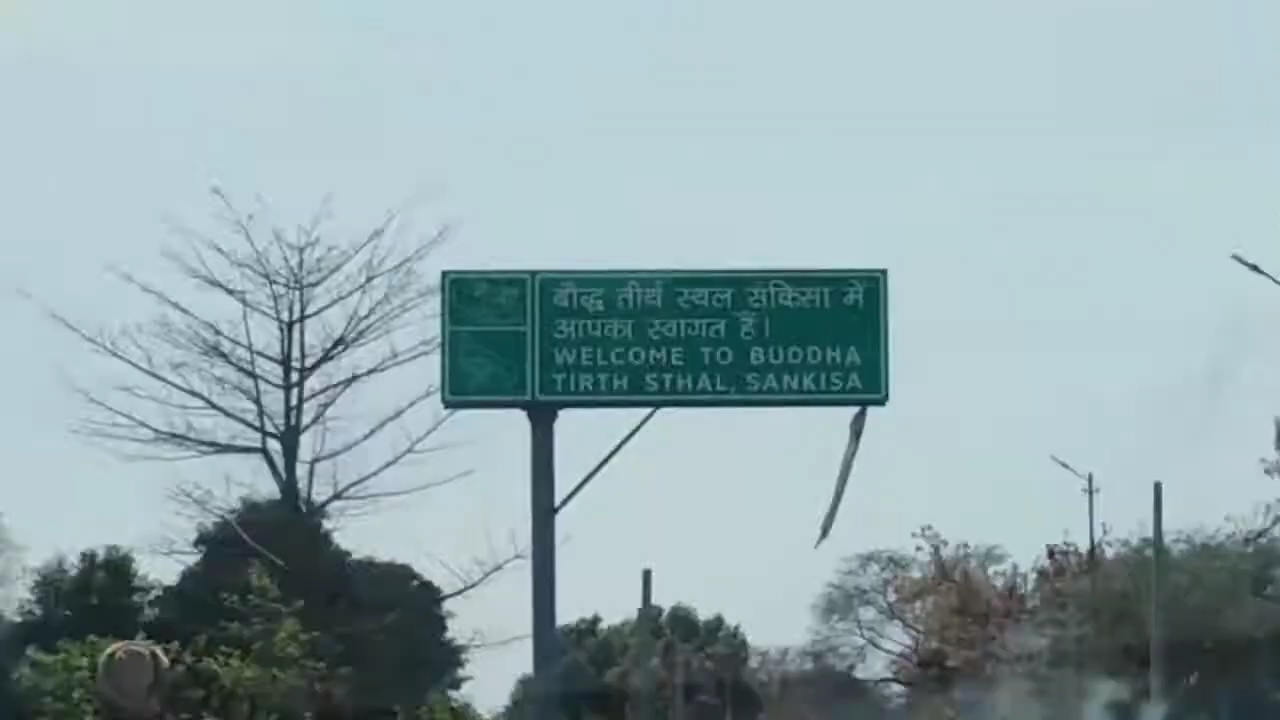 बौद्ध तीर्थ स्थल संकिसा में
आपका स्वागत हैं।
WELCOME TO BUDDHA
TIRTH STHAL, SANKISA